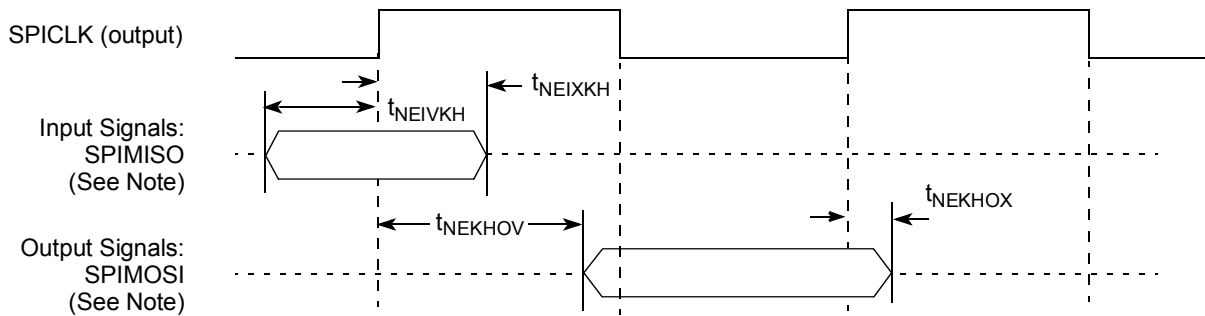 SPICLK (output)
tNEIXKH
tNEIVKH
Input Signals:
SPIMISO
(See Note)
tNEKHOX
tNEKHOV
Output Signals:
SPIMOSI
(See Note)